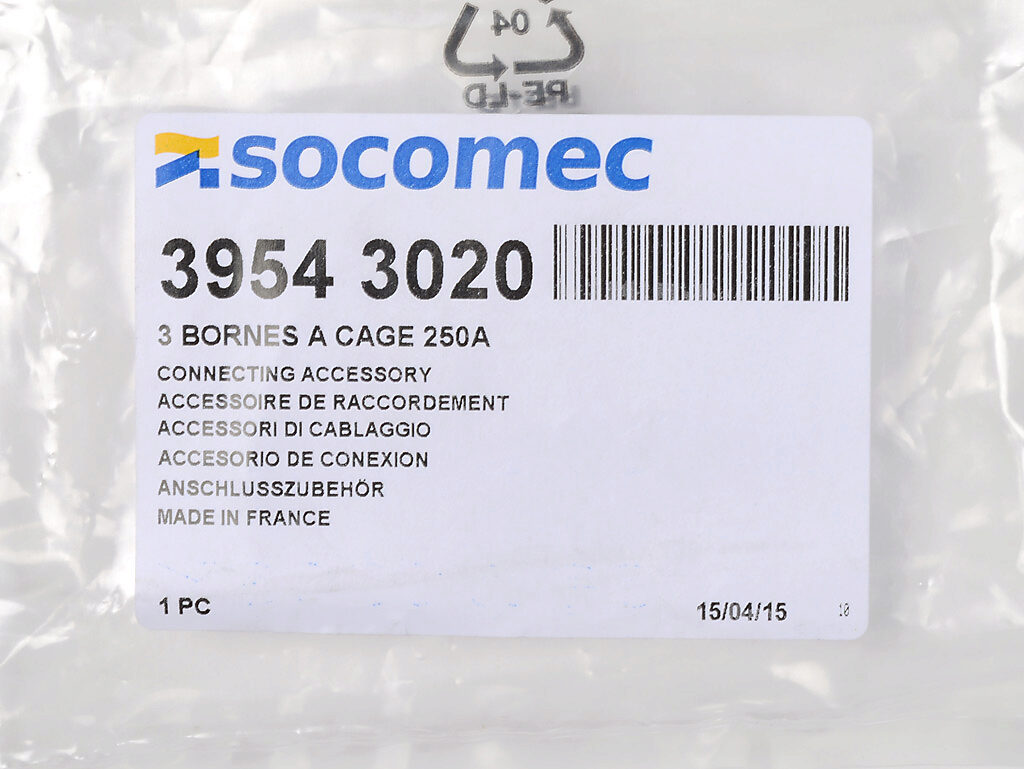 04
PE-LD
socomec
3954 3020
3 BORNES A CAGE 250A
CONNECTING ACCESSORY
ACCESSOIRE DE RACCORDEMENT
ACCESSORI DI CABLAGGIO
ACCESORIO DE CONEXION
ANSCHLUSSZUBEHÖR
MADE IN FRANCE
1 PC
15/04/15
10